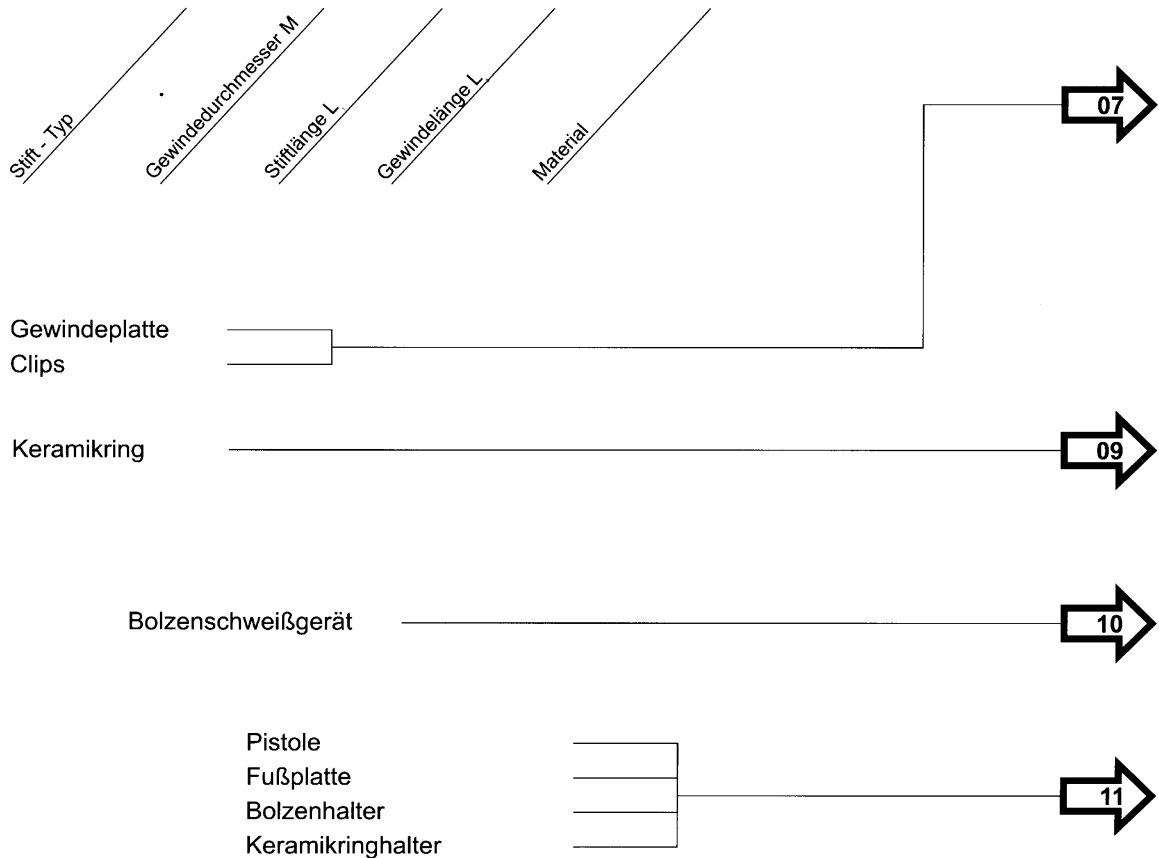 Stift - Typ
Gewindedurchmesser M
Stiftlänge L
Gewindelänge L
Material
07
Gewindeplatte
Clips
Keramikring
09
Bolzenschweißgerät
10
Pistole
Fußplatte
Bolzenhalter
Keramikringhalter
11